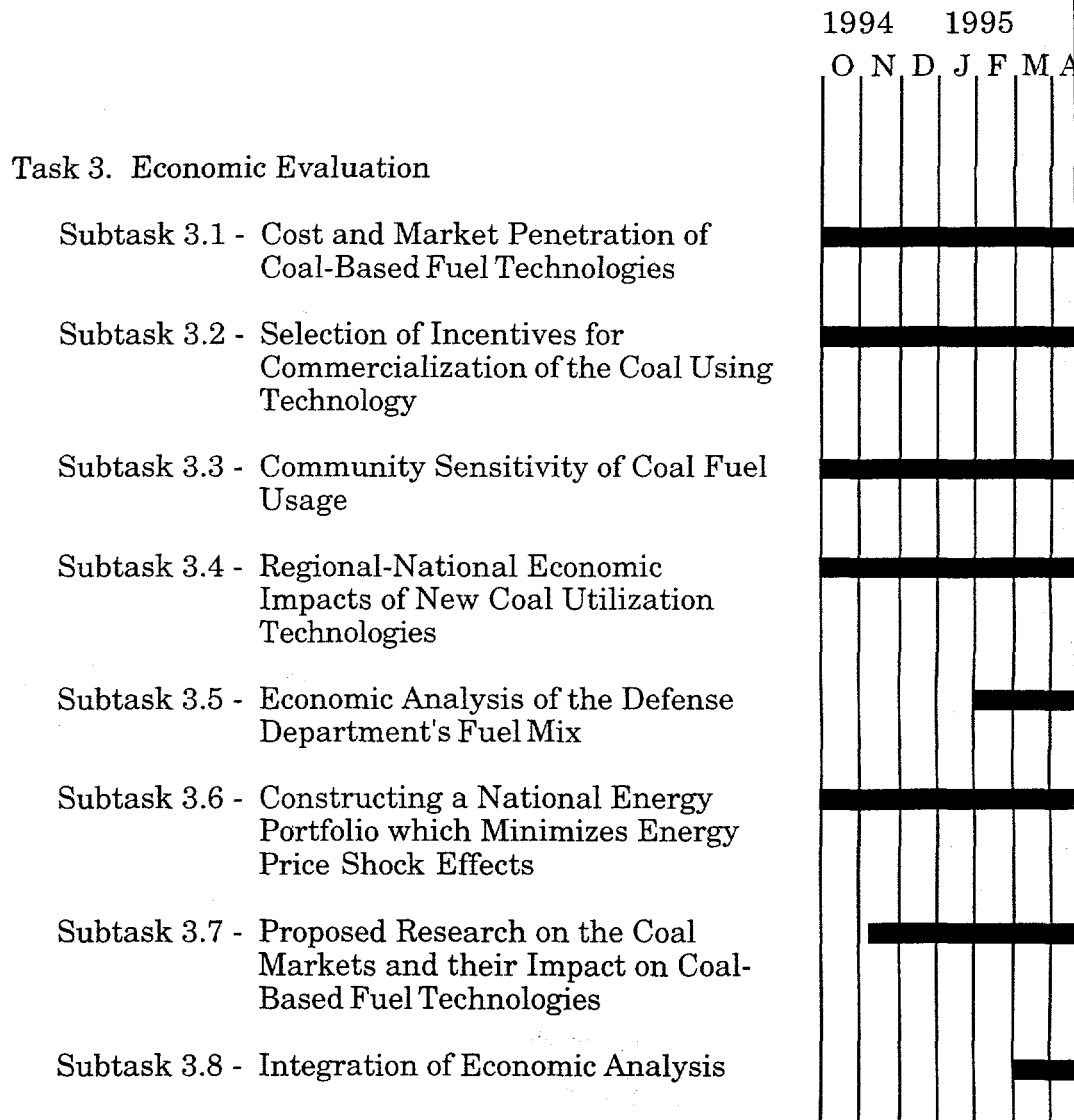 1994 1995
O N D J F M A
Task 3. Economic Evaluation
Subtask 3.1 - Cost and Market Penetration of
Coal-Based Fuel Technologies
Subtask 3.2 - Selection of Incentives for
Commercialization of the Coal Using
Technology
Subtask 3.3 - Community Sensitivity of Coal Fuel
Usage
Subtask 3.4 - Regional-National Economic
Impacts of New Coal Utilization
Technologies
Subtask 3.5 - Economic Analysis of the Defense
Department's Fuel Mix
Subtask 3.6 - Constructing a National Energy
Portfolio which Minimizes Energy
Price Shock Effects
Subtask 3.7 - Proposed Research on the Coal
Markets and their Impact on Coal-
Based Fuel Technologies
Subtask 3.8 - Integration of Economic Analysis